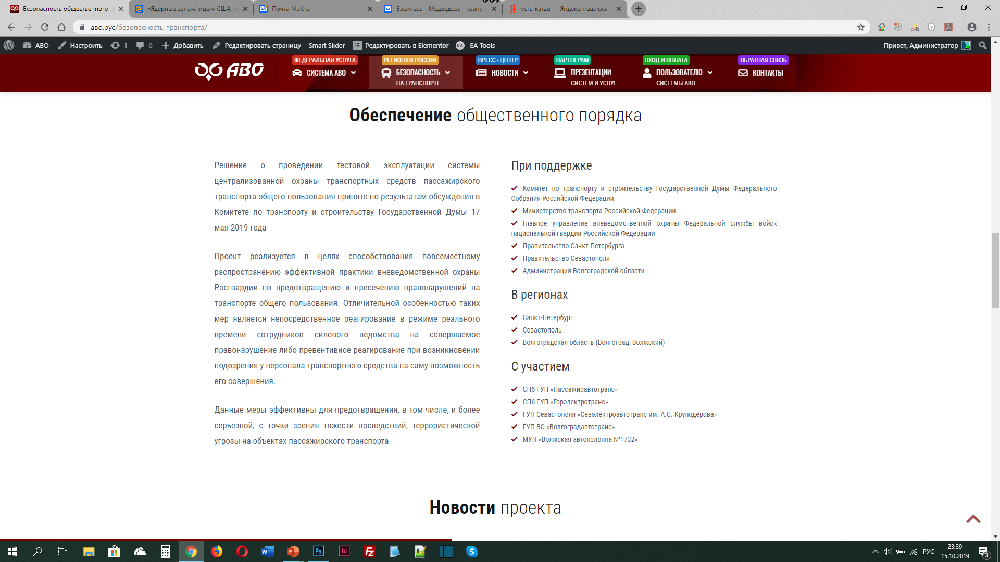 Безопасность общественного т
«Ядерные заложницы»: США не
Почта Mail.ru
Васильев - Медведеву - трансп
усть-катав — Яндекс: нашлось
аво.рус/безопасность-транспорта/
АВО
Настроить
1
0
Добавить
Редактировать страницу
Smart Slider
Редактировать в Elementor
EA Tools
Привет, Администратор
АВО
ФЕДЕРАЛЬНАЯ УСЛУГА
СИСТЕМА АВО
РЕГИОНАМ РОССИИ
БЕЗОПАСНОСТЬ
НА ТРАНСПОРТЕ
ПРЕСС - ЦЕНТР
НОВОСТИ
ПАРТНЕРАМ
ПРЕЗЕНТАЦИИ
СИСТЕМ И УСЛУГ
ВХОД И ОПЛАТА
ПОЛЬЗОВАТЕЛЮ
СИСТЕМЫ АВО
ОБРАТНАЯ СВЯЗЬ
КОНТАКТЫ
Обеспечение общественного порядка
Решение о проведении тестовой эксплуатации системы
централизованной охраны транспортных средств пассажирского
транспорта общего пользования принято по результатам обсуждения в
Комитете по транспорту и строительству Государственной Думы 17
мая 2019 года
Проект реализуется в целях способствования повсеместному
распространению эффективной практики вневедомственной охраны
Росгвардии по предотвращению и пресечению правонарушений на
транспорте общего пользования. Отличительной особенностью таких
мер является непосредственное реагирование в режиме реального
времени сотрудников силового ведомства на совершаемое
правонарушение либо превентивное реагирование при возникновении
подозрения у персонала транспортного средства на саму возможность
его совершения.
Данные меры эффективны для предотвращения, в том числе, и более
серьезной, с точки зрения тяжести последствий, террористической
угрозы на объектах пассажирского транспорта
При поддержке
Комитет по транспорту и строительству Государственной Думы Федерального
Собрания Российской Федерации
Министерство транспорта Российской Федерации
Главное управление вневедомственной охраны Федеральной службы войск
национальной гвардии Российской Федерации
Правительство Санкт-Петербурга
Правительство Севастополя
Администрация Волгоградской области
В регионах
Санкт-Петербург
Севастополь
Волгоградская область (Волгоград, Волжский)
С участием
СПб ГУП «Пассажиравтотранс»
СПб ГУП «Горэлектротранс»
ГУП Севастополя «Севэлектроавтотранс им. А.С. Круподёрова»
ГУП ВО «Волгоградавтотранс»
МУП «Волжская автоколонна №1732»
Новости проекта
РУС
23:39
15.10.2019
3